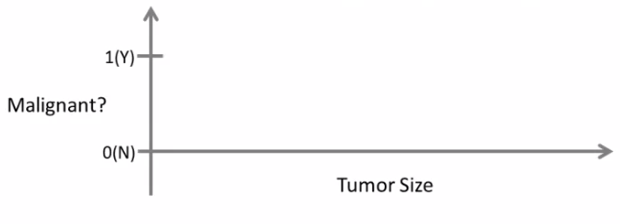 1(Y)
Malignant?
0(N)
Tumor Size